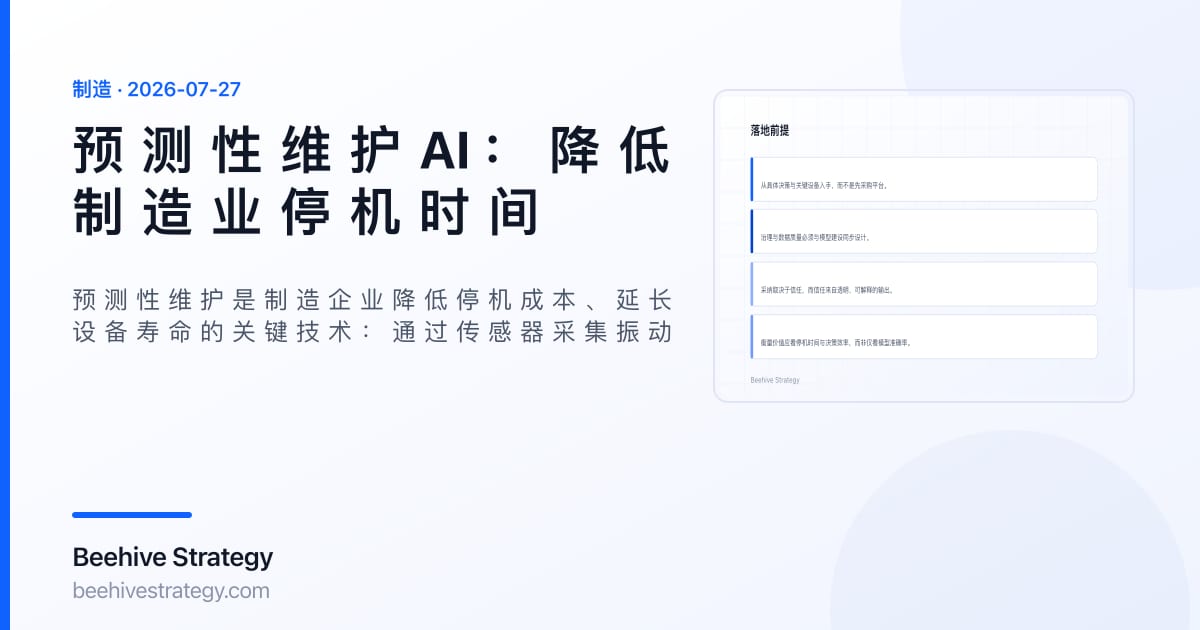 制造 · 2026-07-27
预测性维护AI：降低
制造业停机时间
预测性维护是制造企业降低停机成本、延长
设备寿命的关键技术：通过传感器采集振动
Beehive Strategy
beehivestrategy.com
落地前提
从具体决策与关键设备入手，而不是先采购平台。
治理与数据质量必须与模型建设同步设计。
采纳取决于信任，而信任来自透明、可解释的输出。
衡量价值应看停机时间与决策效率，而非仅看模型准确率。
Beehive Strategy